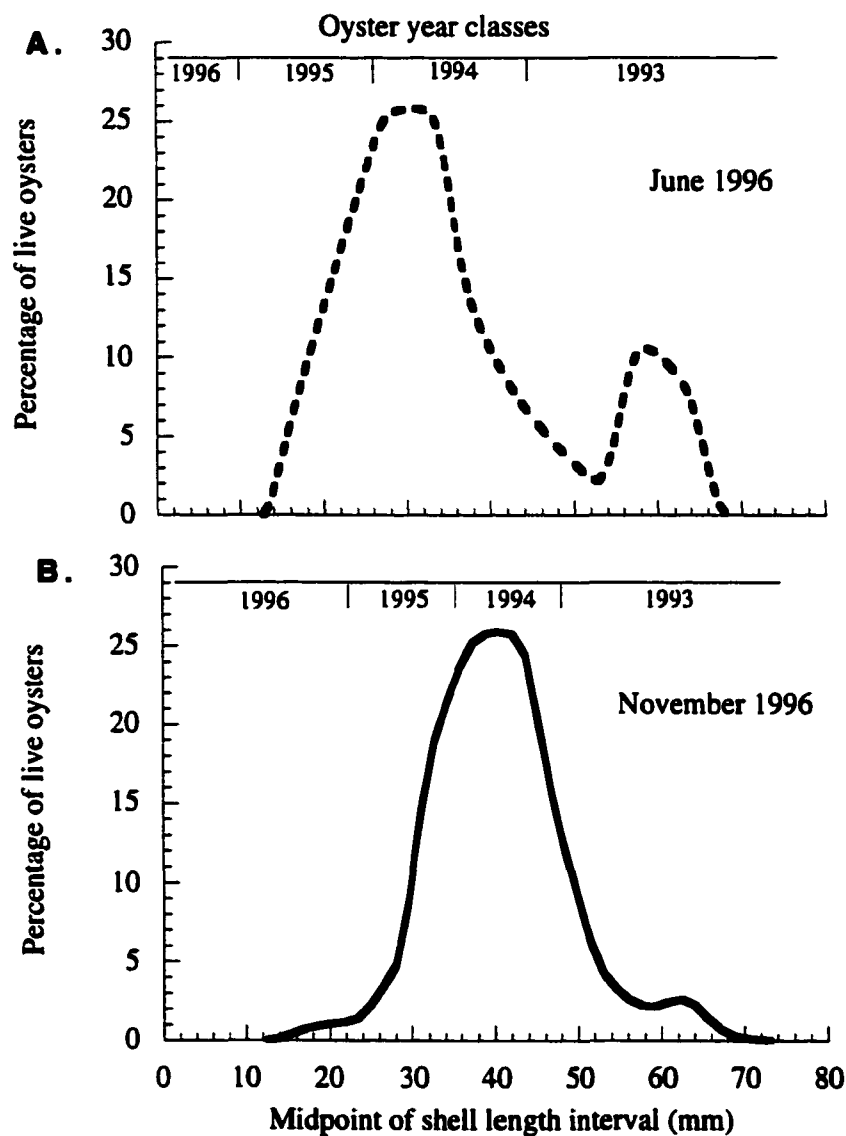 A.
Oyster year classes
30
25
20
15
10
5
0
Percentage of live oysters
1996 | 1995 | 1994 | 1993
June 1996
B.
30
25
20
15
10
5
0
Percentage of live oysters
1996 | 1995 | 1994 | 1993
November 1996
0 10 20 30 40 50 60 70 80
Midpoint of shell length interval (mm)